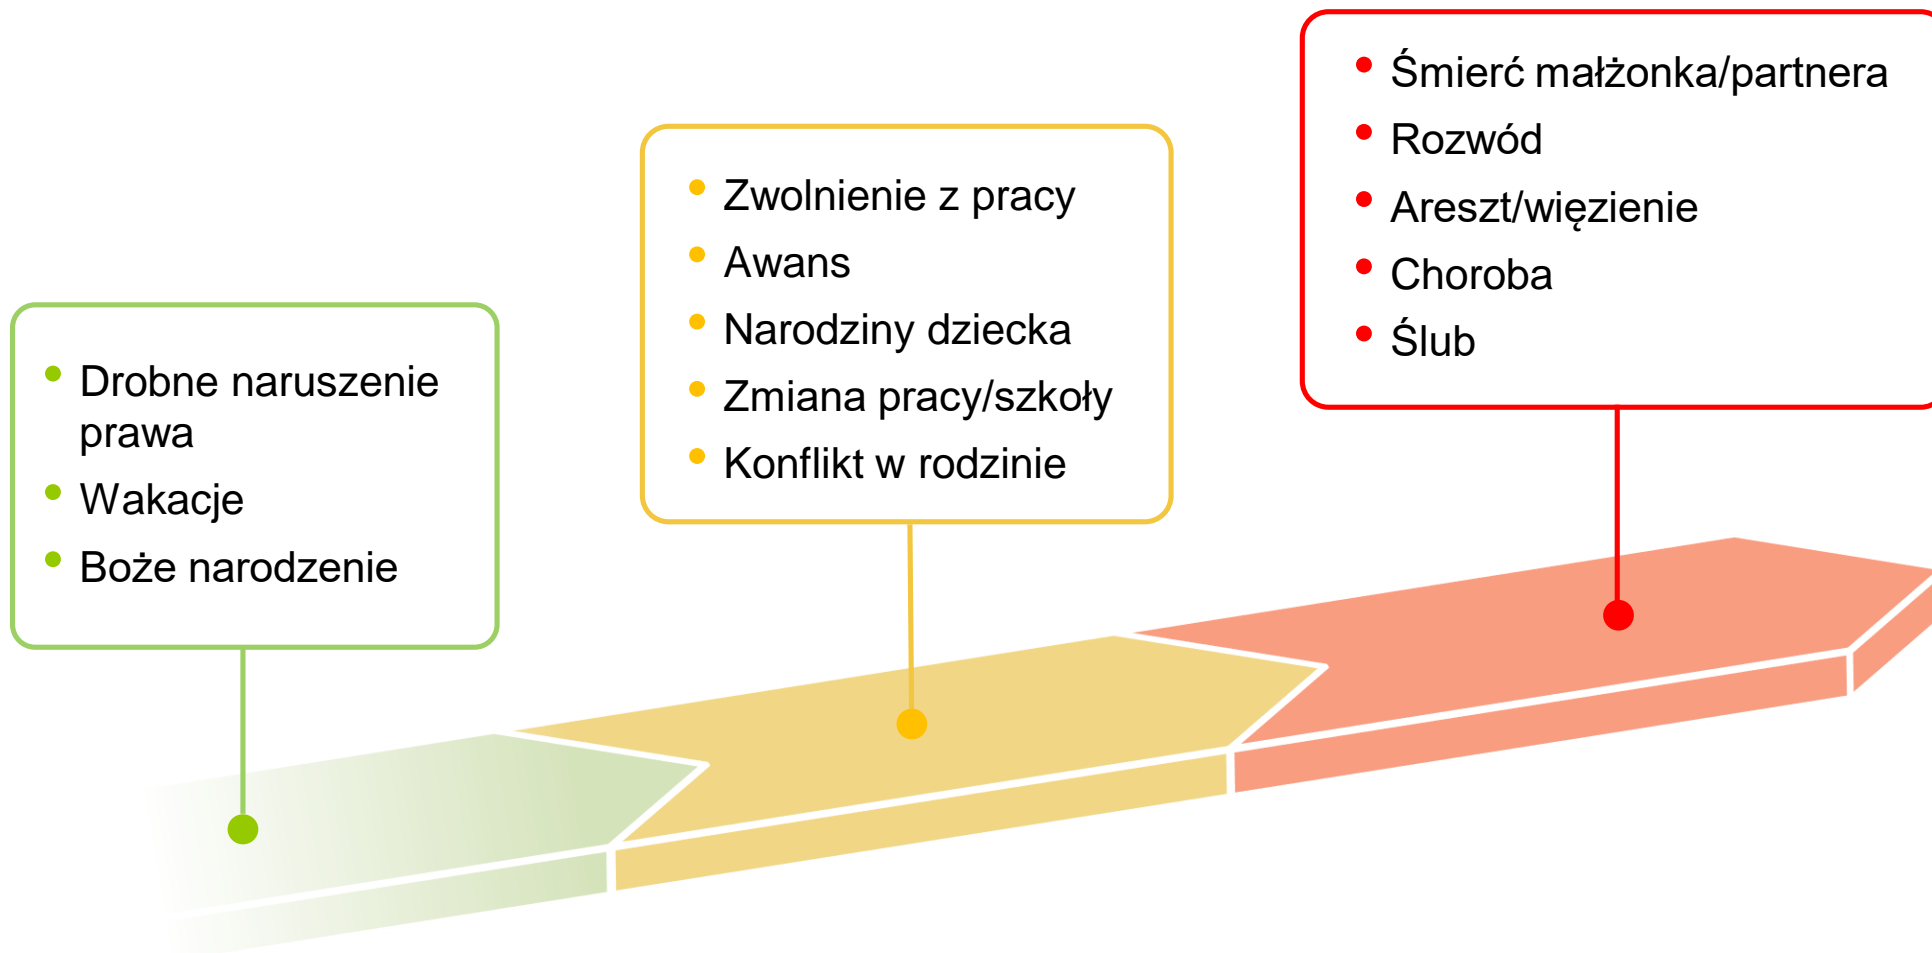 Drobne naruszenie
prawa
Wakacje
Boże narodzenie
Zwolnienie z pracy
Awans
Narodziny dziecka
Zmiana pracy/szkoły
Konflikt w rodzinie
Śmierć małżonka/partnera
Rozwód
Areszt/więzienie
Choroba
Ślub